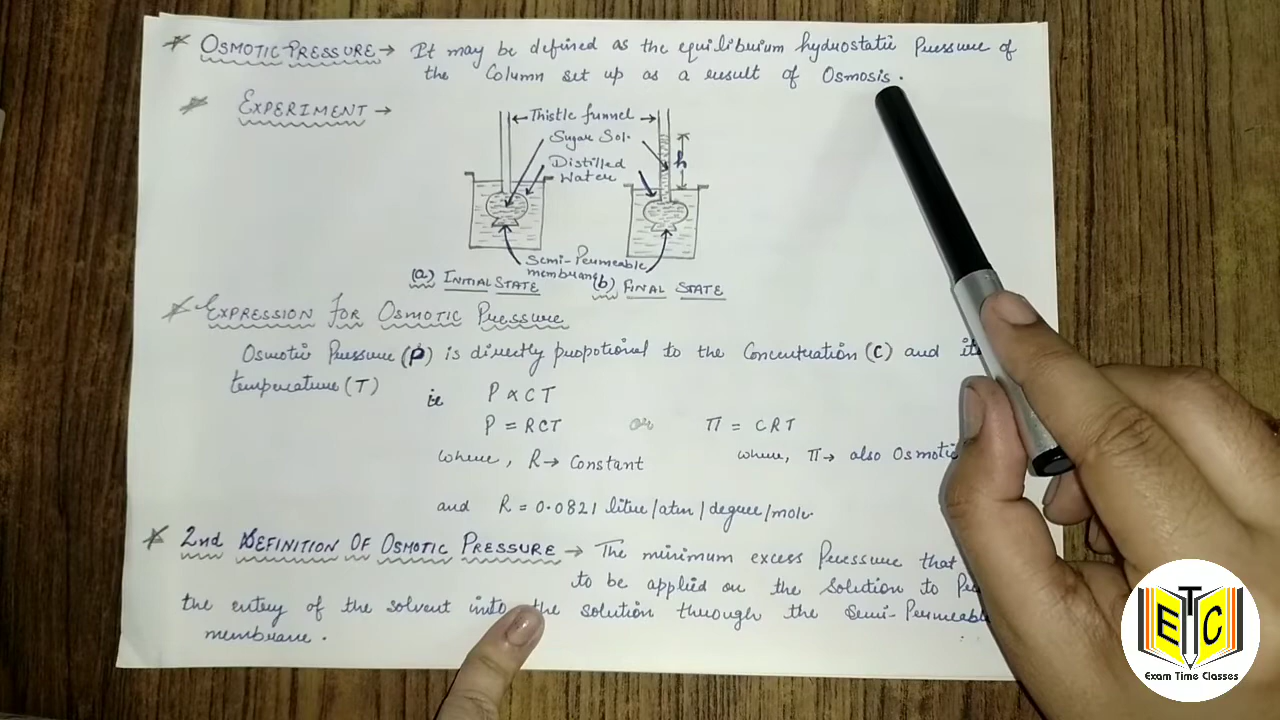 * OSMOTIC PRESSURE → It may be defined as the equilibrium hydrostatic Pressure of
the Column set up as a result of Osmosis.
* EXPERIMENT →
← Thistle funnel →
Sugar Sol.
h
Distilled
Water
Semi-Permeable
membrane
(a) INITIAL STATE
(b) FINAL STATE
* EXPRESSION FOR OSMOTIC PRESSURE
Osmotic Pressure (P) is directly propotional to the Concentration (C) and its
temperature (T)
ie P ∝ CT
P = RCT or π = CRT
where, R → Constant where, π → also Osmotic
and R = 0.0821 litre/atm/degree/mole.
* 2nd DEFINITION OF OSMOTIC PRESSURE → The minimum excess Pressure that
to be applied on the solution to
the entery of the solvent into the solution through the Semi-Permeable
membrane.
ETC
Exam Time Classes